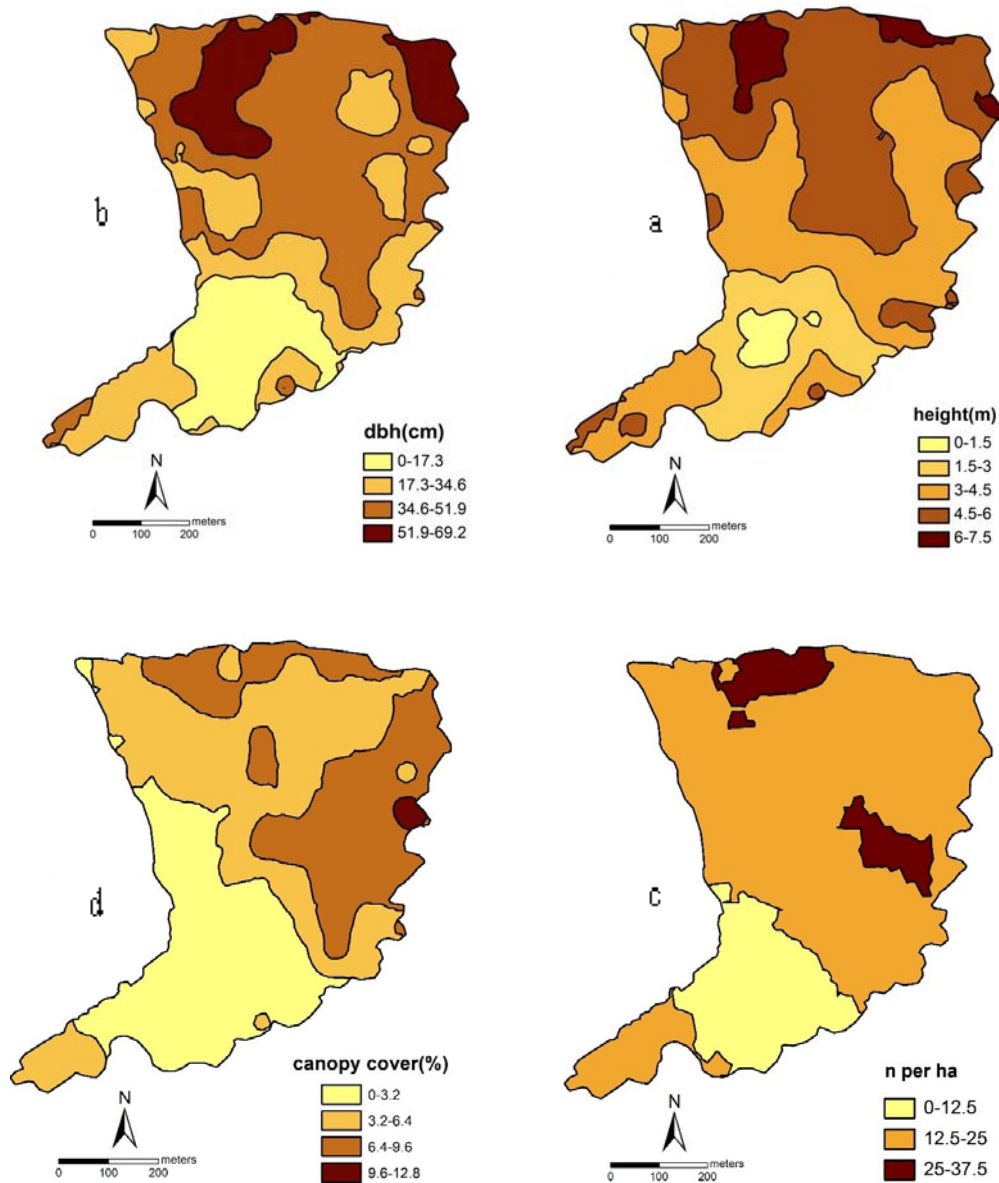 b
dbh(cm)
0-17.3
17.3-34.6
34.6-51.9
51.9-69.2
N
meters
0 100 200
a
height(m)
0-1.5
1.5-3
3-4.5
4.5-6
6-7.5
N
meters
0 100 200
d
canopy cover(%)
0-3.2
3.2-6.4
6.4-9.6
9.6-12.8
N
meters
0 100 200
c
n per ha
0-12.5
12.5-25
25-37.5
N
meters
0 100 200